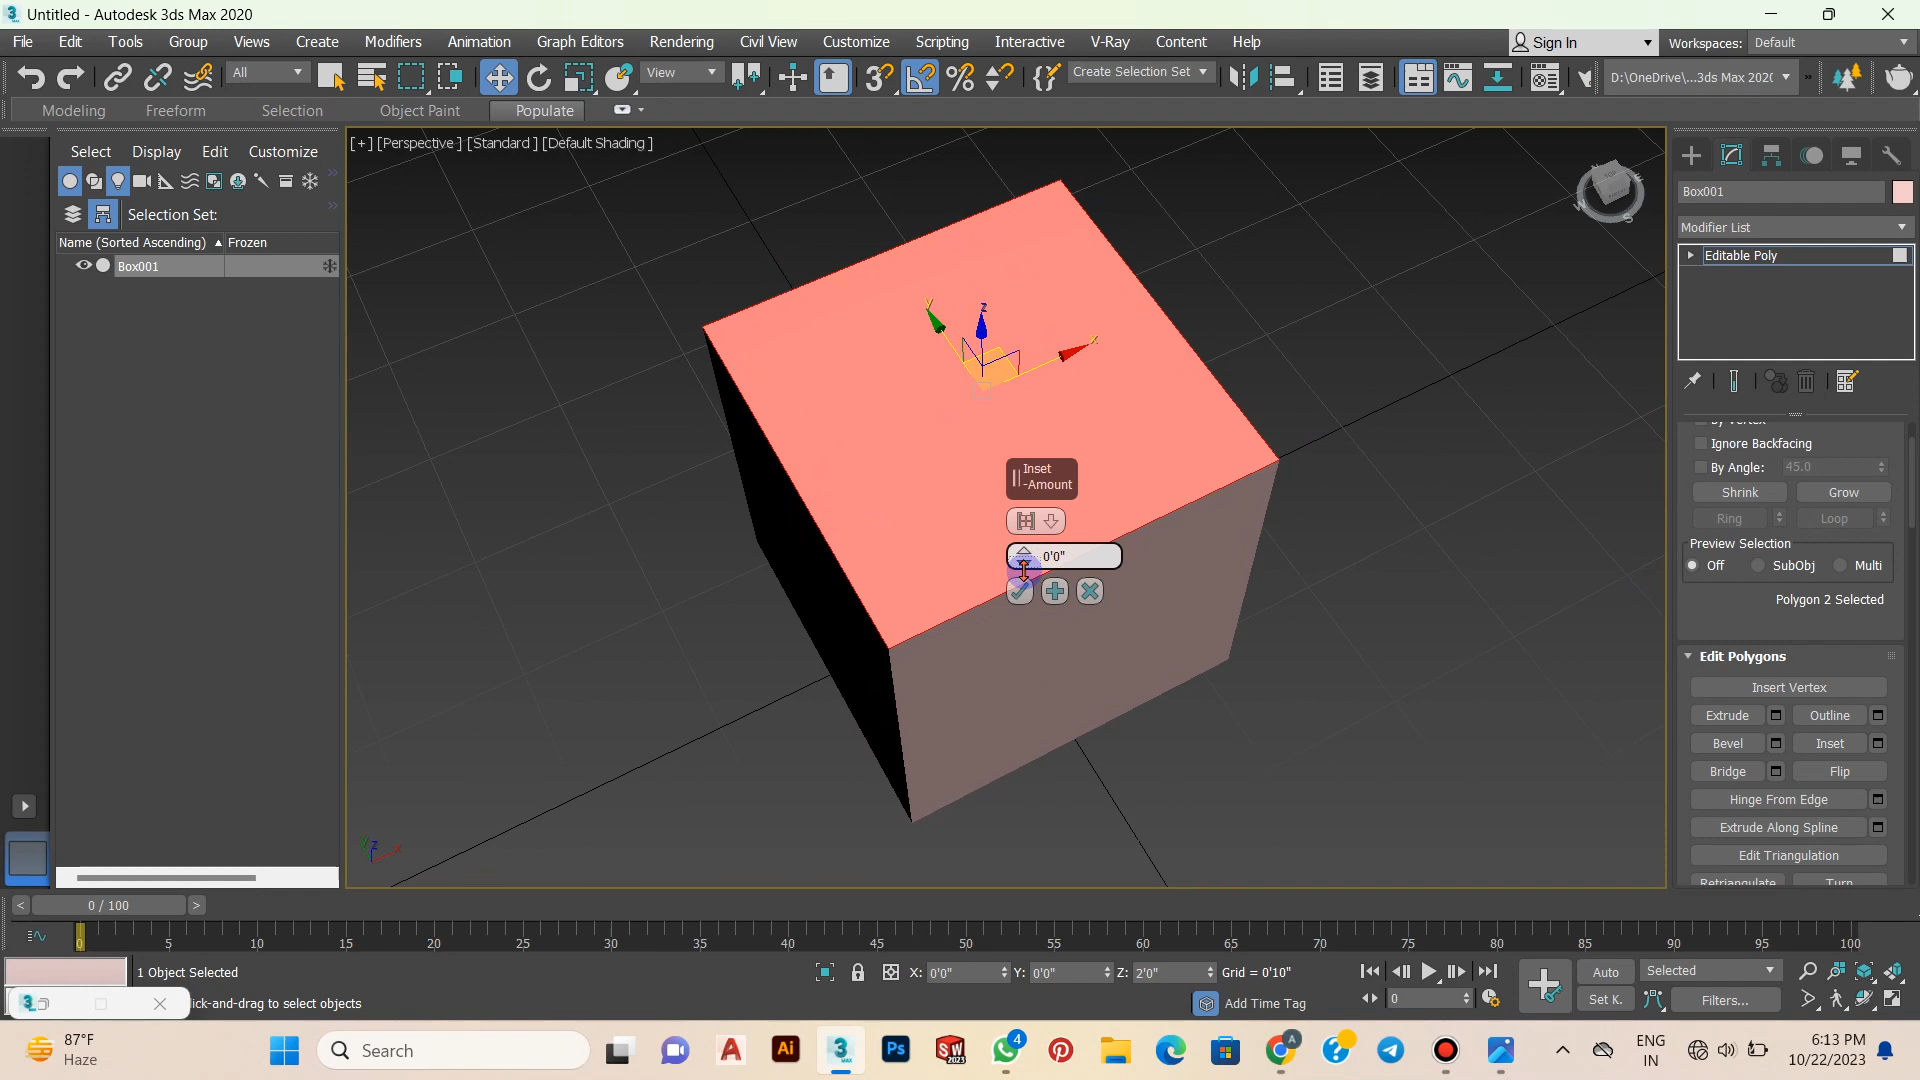 Untitled - Autodesk 3ds Max 2020
File Edit Tools Group Views Create Modifiers Animation Graph Editors Rendering Civil View Customize Scripting Interactive V-Ray Content Help
Sign In
Workspaces: Default
All
View
Create Selection Set
D:\OneDrive\...3ds Max 202(
Modeling Freeform Selection Object Paint Populate
Select Display Edit Customize
Selection Set:
Name (Sorted Ascending) Frozen
Box001
[+] [Perspective ] [Standard ] [Default Shading ]
TOP
W
S
y
z
x
Inset
-Amount
0'0"
Box001
Modifier List
Editable Poly
By Vertex
Ignore Backfacing
By Angle: 45.0
Shrink Grow
Ring Loop
Preview Selection
Off SubObj Multi
Polygon 2 Selected
Edit Polygons
Insert Vertex
Extrude Outline
Bevel Inset
Bridge Flip
Hinge From Edge
Extrude Along Spline
Edit Triangulation
Retriangulate Turn
0 / 100
0 5 10 15 20 25 30 35 40 45 50 55 60 65 70 75 80 85 90 95 100
1 Object Selected
X: 0'0" Y: 0'0" Z: 2'0" Grid = 0'10"
Auto Selected
lick-and-drag to select objects
Add Time Tag
0
Set K. Filters...
87°F
Haze
Search
4
ENG
IN
6:13 PM
10/22/2023